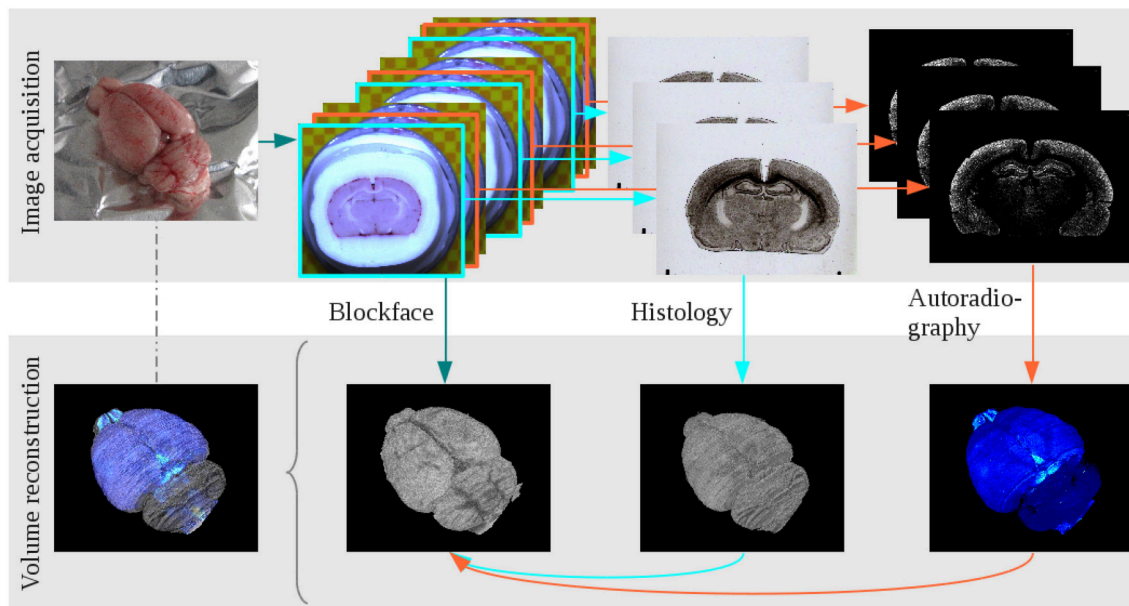 Image acquisition
Blockface
Histology
Autoradio-
graphy
Volume reconstruction